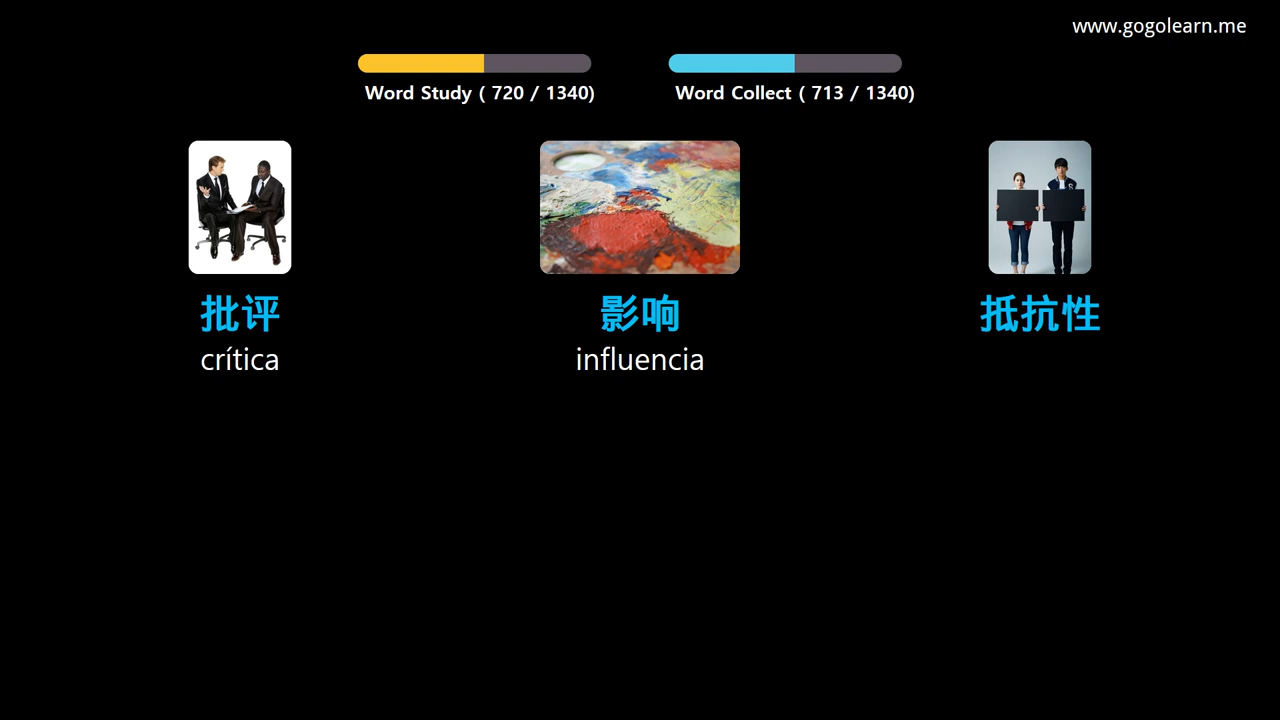 www.gogolearn.me
Word Study ( 720 / 1340)
Word Collect ( 713 / 1340)
批评
影响
抵抗性
crítica
influencia